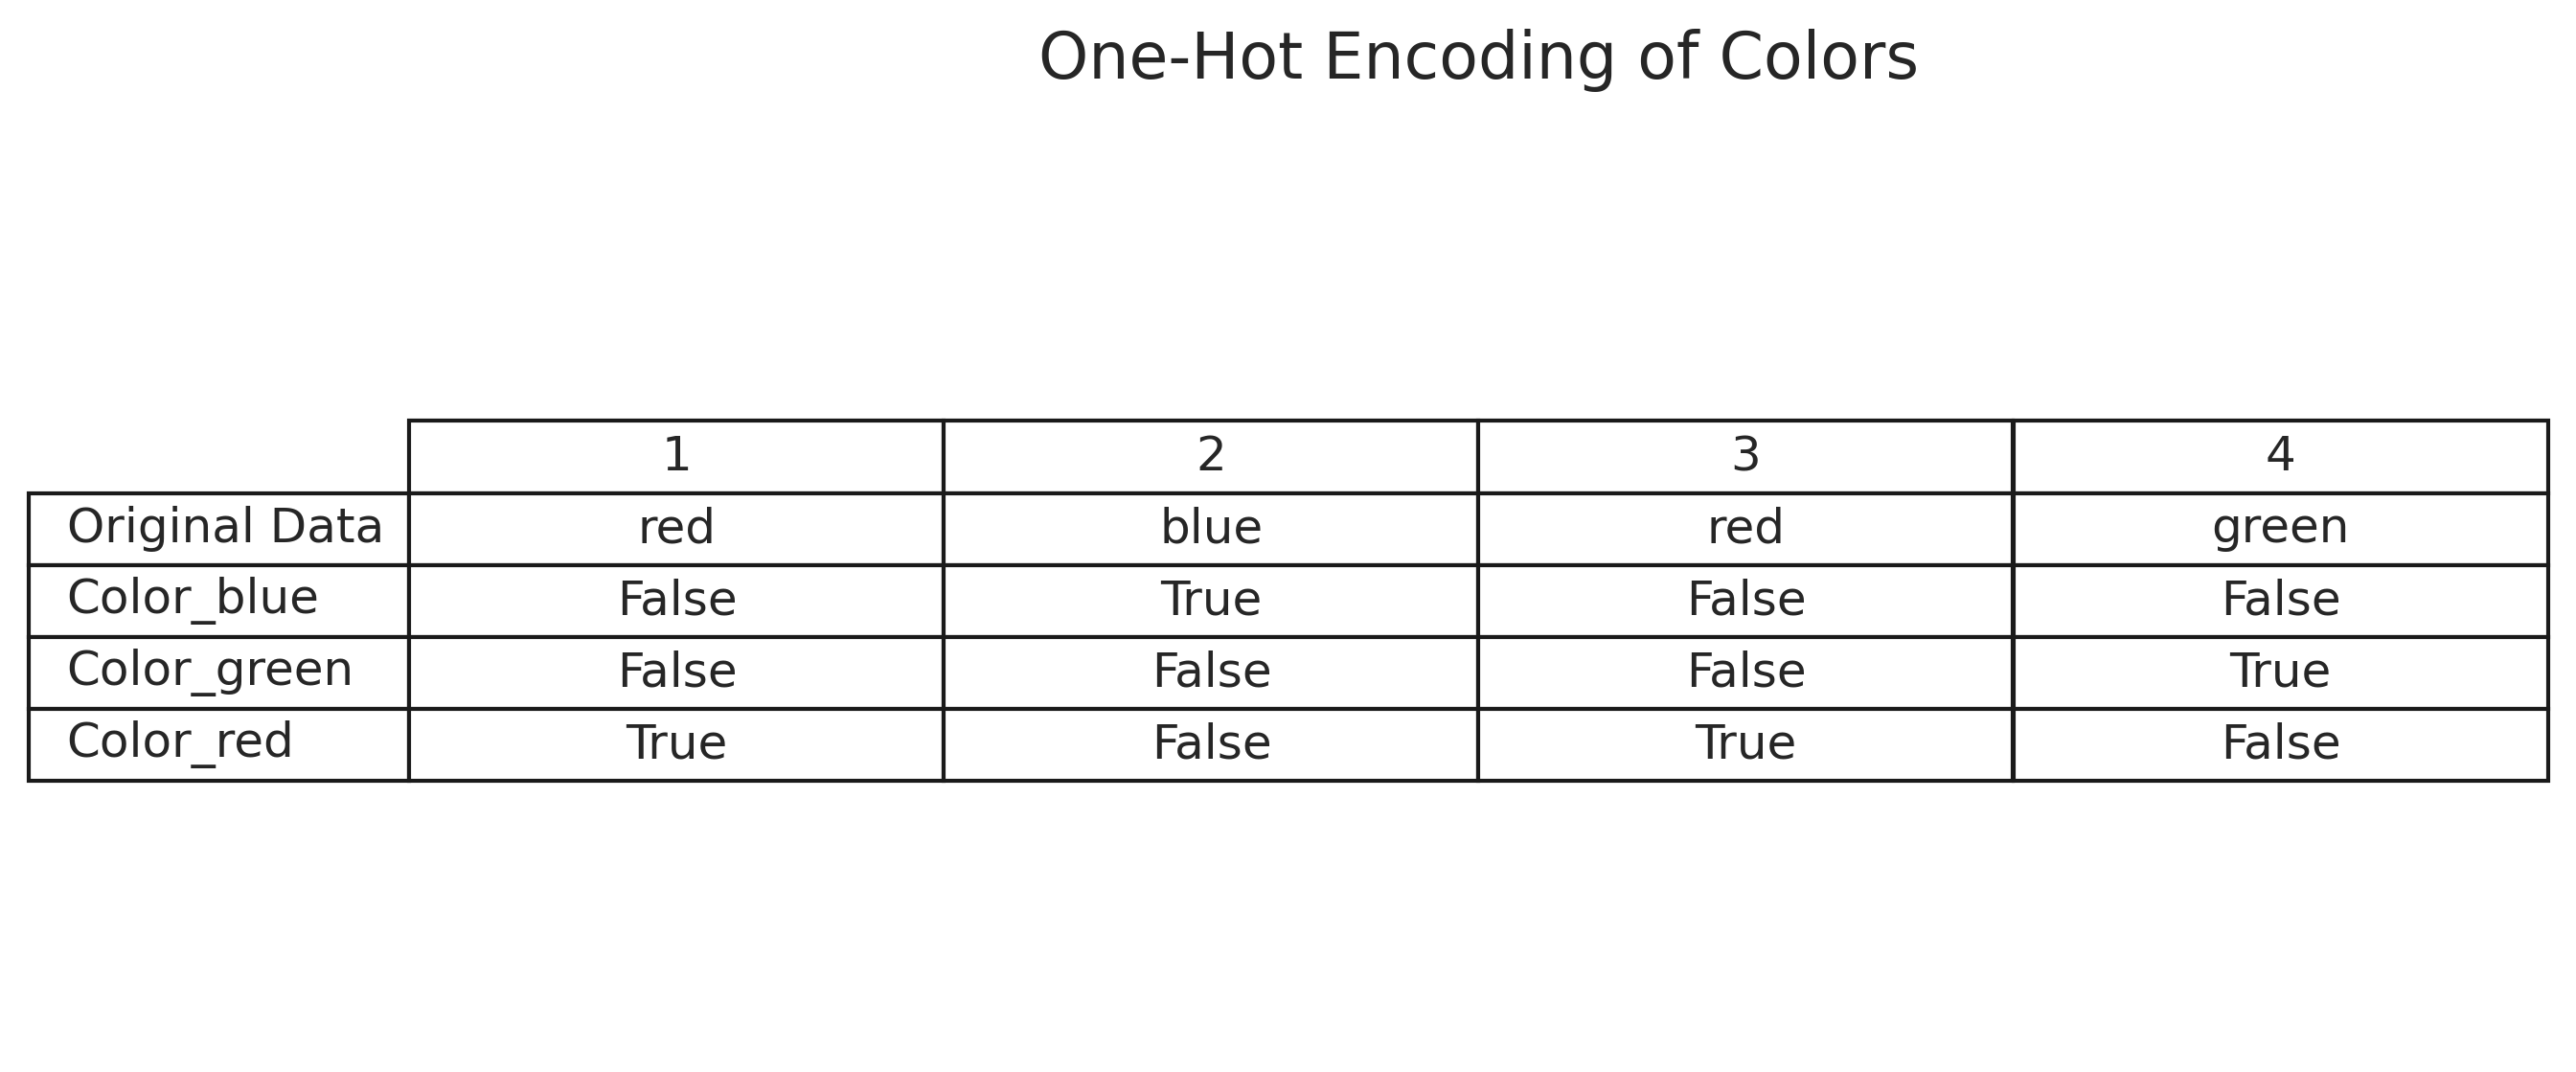 One-Hot Encoding of Colors
1 2 3 4
Original Data red blue red green
Color_blue False True False False
Color_green False False False True
Color_red True False True False